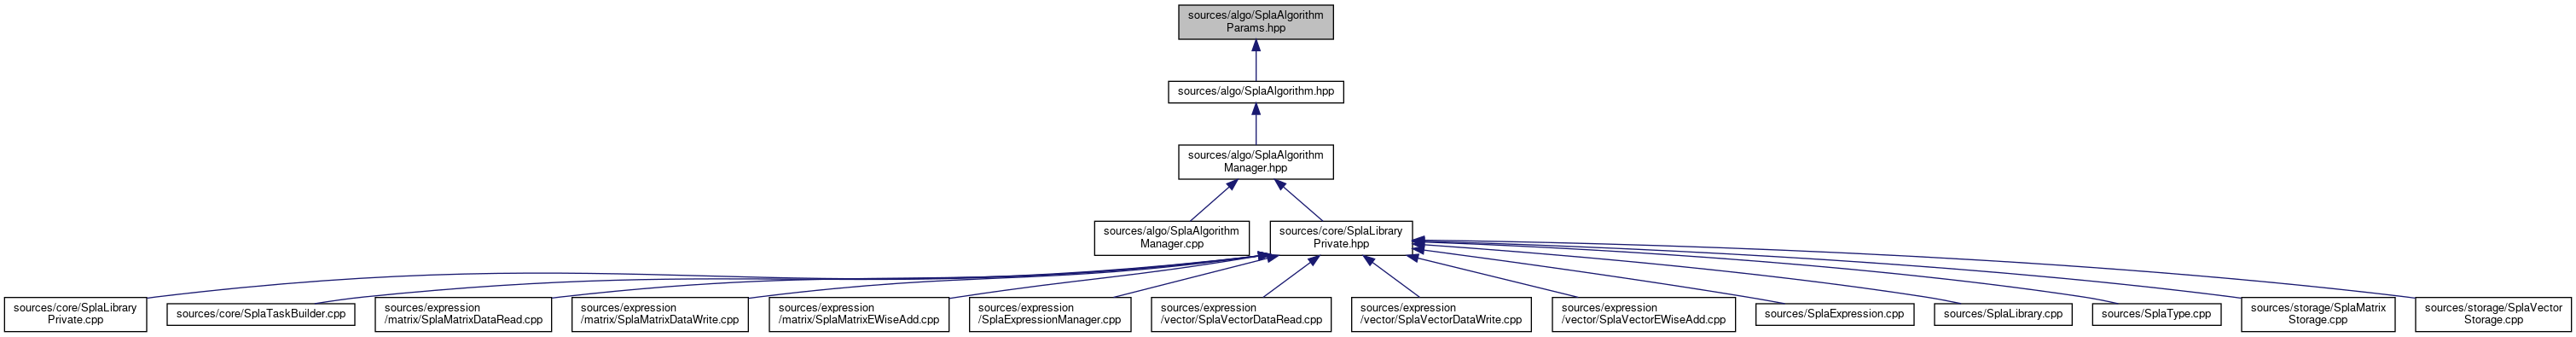 sources/algo/SplaAlgorithm
Params.hpp
sources/algo/SplaAlgorithm.hpp
sources/algo/SplaAlgorithm
Manager.hpp
sources/algo/SplaAlgorithm
Manager.cpp
sources/core/SplaLibrary
Private.hpp
sources/core/SplaLibrary
Private.cpp
sources/core/SplaTaskBuilder.cpp
sources/expression
/matrix/SplaMatrixDataRead.cpp
sources/expression
/matrix/SplaMatrixDataWrite.cpp
sources/expression
/matrix/SplaMatrixEWiseAdd.cpp
sources/expression
/SplaExpressionManager.cpp
sources/expression
/vector/SplaVectorDataRead.cpp
sources/expression
/vector/SplaVectorDataWrite.cpp
sources/expression
/vector/SplaVectorEWiseAdd.cpp
sources/SplaExpression.cpp
sources/SplaLibrary.cpp
sources/SplaType.cpp
sources/storage/SplaMatrix
Storage.cpp
sources/storage/SplaVector
Storage.cpp